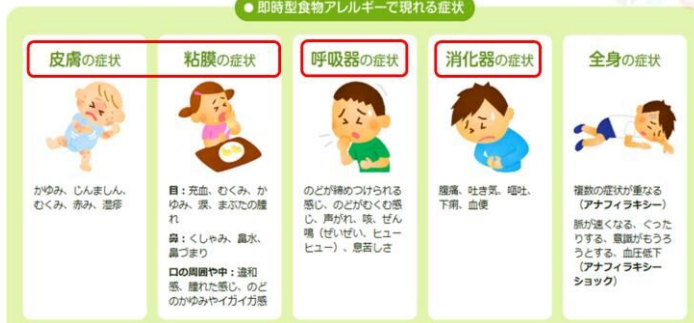 ● 即時型食物アレルギーで現れる症状
皮膚の症状
かゆみ、じんましん、
むくみ、赤み、湿疹
粘膜の症状
目：充血、むくみ、か
ゆみ、涙、まぶたの腫
れ
鼻：くしゃみ、鼻水、
鼻づまり
口の周囲や中：違和
感、腫れた感じ、のど
のかゆみやイガイガ感
呼吸器の症状
のどが締めつけられる
感じ、のどがむくむ感
じ、声がれ、咳、ぜん
鳴（ぜいぜい、ヒュー
ヒュー）、息苦しさ
消化器の症状
腹痛、吐き気、嘔吐、
下痢、血便
全身の症状
複数の症状が重なる
（アナフィラキシー）
脈が速くなる、ぐった
りする、意識がもうろ
うとする、血圧低下
（アナフィラキシー
ショック）